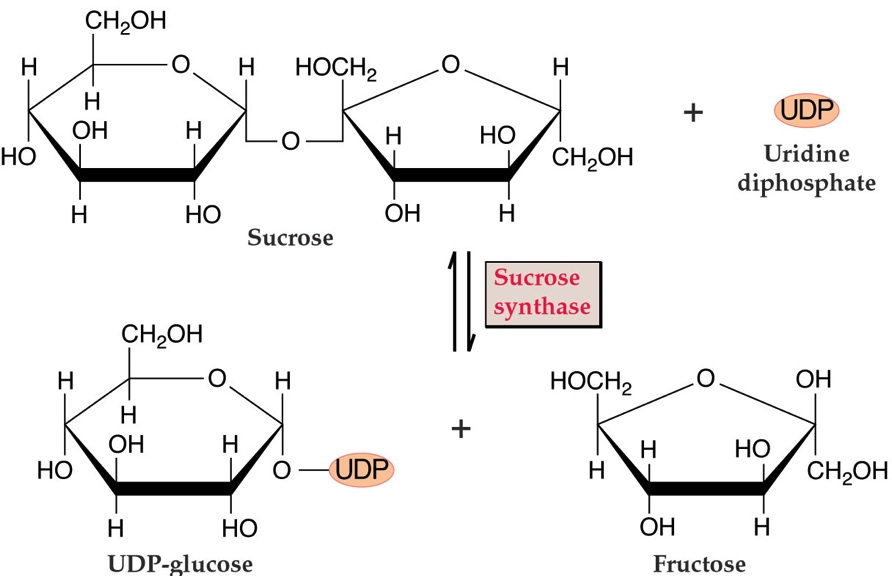 CH₂OH
H O H HOCH₂ O H
H
OH H H HO
HO O CH₂OH
H HO OH H
Sucrose
+ UDP
Uridine
diphosphate
Sucrose
synthase
CH₂OH
H O H
H
OH H
HO O UDP
H HO
UDP-glucose
+
HOCH₂ O OH
H H HO CH₂OH
OH H
Fructose